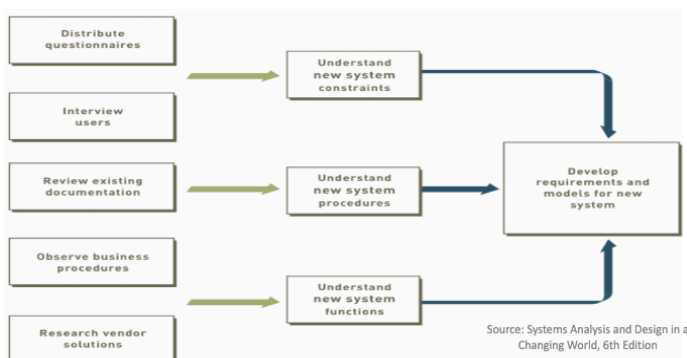 Distribute
questionnaires
Interview
users
Review existing
documentation
Observe business
procedures
Research vendor
solutions
Understand
new system
constraints
Understand
new system
procedures
Understand
new system
functions
Develop
requirements and
models for new
system
Source: Systems Analysis and Design in a
Changing World, 6th Edition